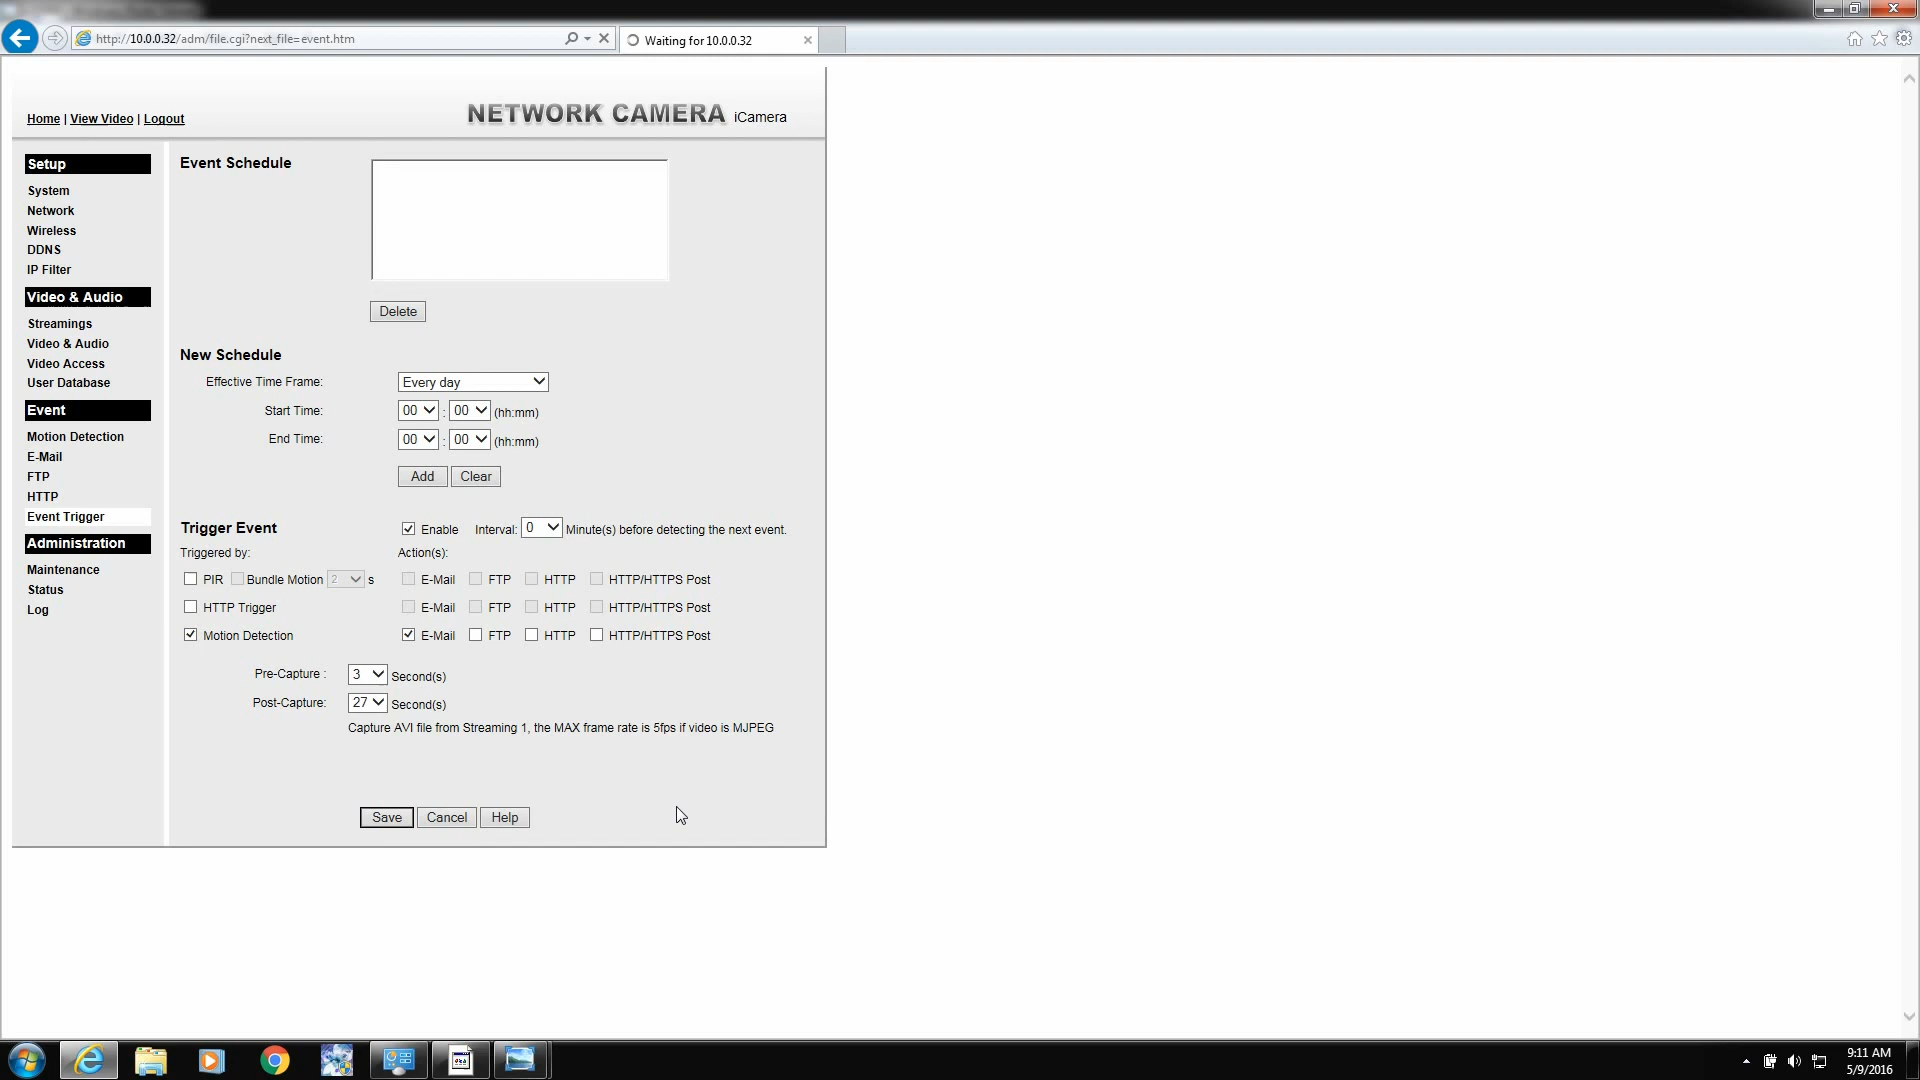 http://10.0.0.32/adm/file.cgi?next_file=event.htm
Waiting for 10.0.0.32
Home | View Video | Logout
NETWORK CAMERA iCamera
Setup
System
Network
Wireless
DDNS
IP Filter
Video & Audio
Streamings
Video & Audio
Video Access
User Database
Event
Motion Detection
E-Mail
FTP
HTTP
Event Trigger
Administration
Maintenance
Status
Log
Event Schedule
Delete
New Schedule
Effective Time Frame: Every day
Start Time: 00 : 00 (hh:mm)
End Time: 00 : 00 (hh:mm)
Add Clear
Trigger Event Enable Interval: 0 Minute(s) before detecting the next event.
Triggered by: Action(s):
PIR Bundle Motion 2 s E-Mail FTP HTTP HTTP/HTTPS Post
HTTP Trigger E-Mail FTP HTTP HTTP/HTTPS Post
Motion Detection E-Mail FTP HTTP HTTP/HTTPS Post
Pre-Capture : 3 Second(s)
Post-Capture: 27 Second(s)
Capture AVI file from Streaming 1, the MAX frame rate is 5fps if video is MJPEG
Save Cancel Help
9:11 AM
5/9/2016